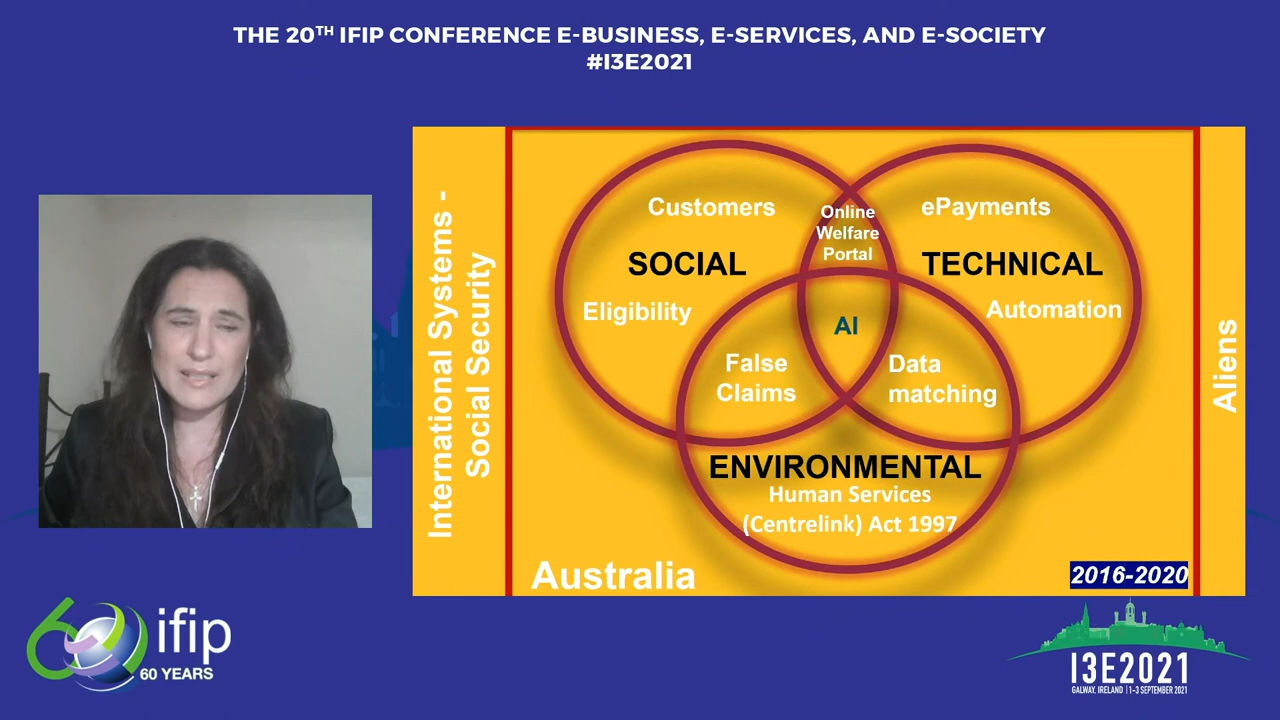 THE 20TH IFIP CONFERENCE E-BUSINESS, E-SERVICES, AND E-SOCIETY
#I3E2021
International Systems -
Social Security
Customers
SOCIAL
Eligibility
Online
Welfare
Portal
ePayments
TECHNICAL
Automation
AI
False
Claims
Data
matching
ENVIRONMENTAL
Human Services
(Centrelink) Act 1997
Australia
2016-2020
Aliens
60
ifip
60 YEARS
I3E2021
GALWAY, IRELAND | 1-3 SEPTEMBER 2021